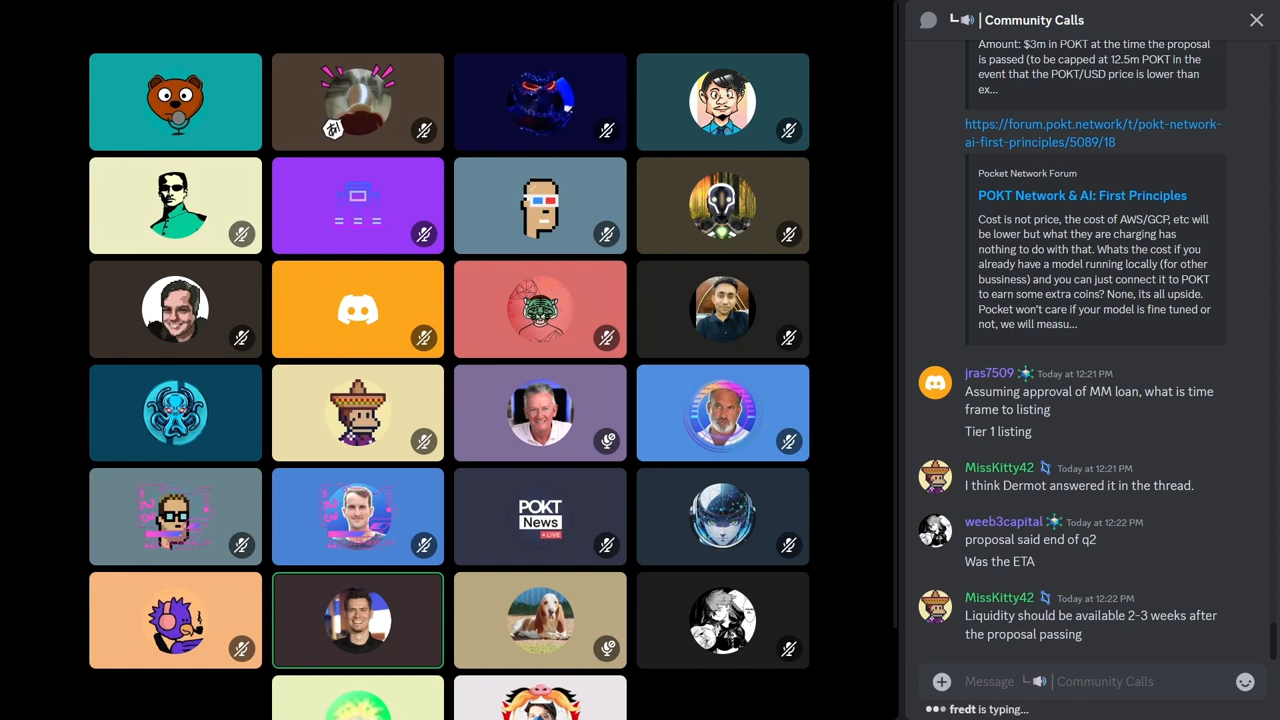 Community Calls
Amount: $3m in POKT at the time the proposal
is passed (to be capped at 12.5m POKT in the
event that the POKT/USD price is lower than
ex...
https://forum.pokt.network/t/pokt-network-
ai-first-principles/5089/18
Pocket Network Forum
POKT Network & AI: First Principles
Cost is not price, the cost of AWS/GCP, etc will
be lower but what they are charging has
nothing to do with that. Whats the cost if you
already have a model running locally (for other
bussiness) and you can just connect it to POKT
to earn some extra coins? None, its all upside.
Pocket won't care if your model is fine tuned or
not, we will measu...
jras7509 Today at 12:21 PM
Assuming approval of MM loan, what is time
frame to listing
Tier 1 listing
MissKitty42 Today at 12:21 PM
I think Dermot answered it in the thread.
weeb3capital Today at 12:22 PM
proposal said end of q2
Was the ETA
MissKitty42 Today at 12:22 PM
Liquidity should be available 2-3 weeks after
the proposal passing
Message Community Calls
fredt is typing...
POKT
News
LIVE